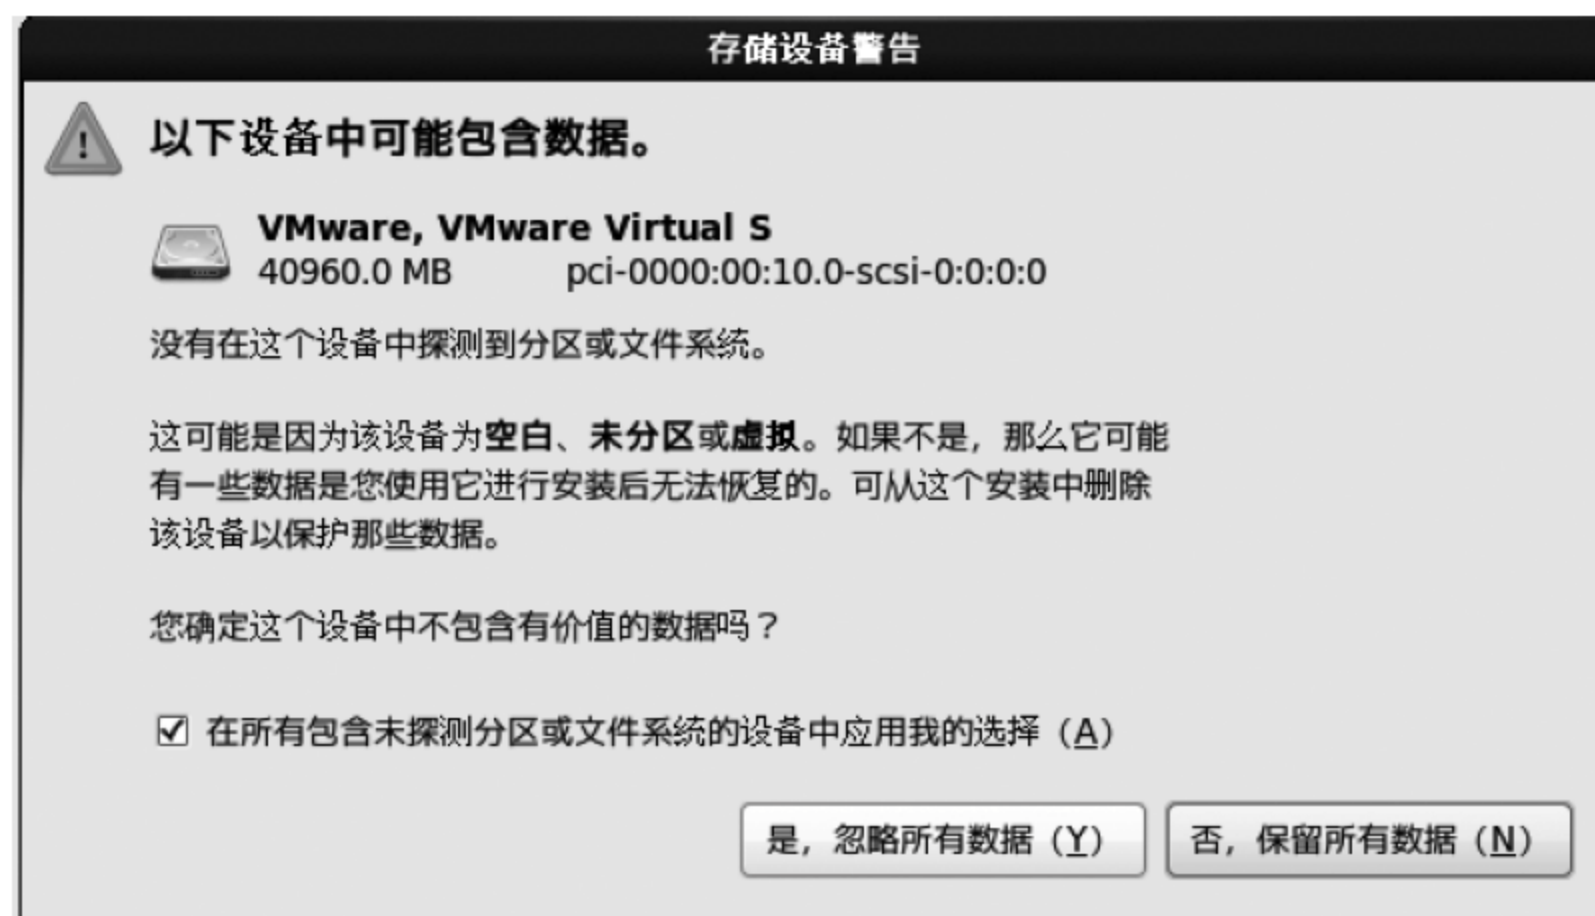 存储设备警告
以下设备中可能包含数据。
VMware, VMware Virtual S
40960.0 MB pci-0000:00:10.0-scsi-0:0:0:0
没有在这个设备中探测到分区或文件系统。
这可能是因为该设备为空白、未分区或虚拟。如果不是，那么它可能
有一些数据是您使用它进行安装后无法恢复的。可从这个安装中删除
该设备以保护那些数据。
您确定这个设备中不包含有价值的数据吗？
在所有包含未探测分区或文件系统的设备中应用我的选择（A）
是，忽略所有数据（Y） 否，保留所有数据（N）